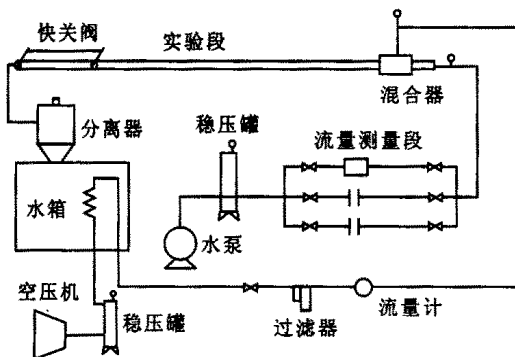 快关阀
实验段
混合器
分离器
稳压罐
流量测量段
水箱
水泵
空压机
稳压罐
过滤器
流量计